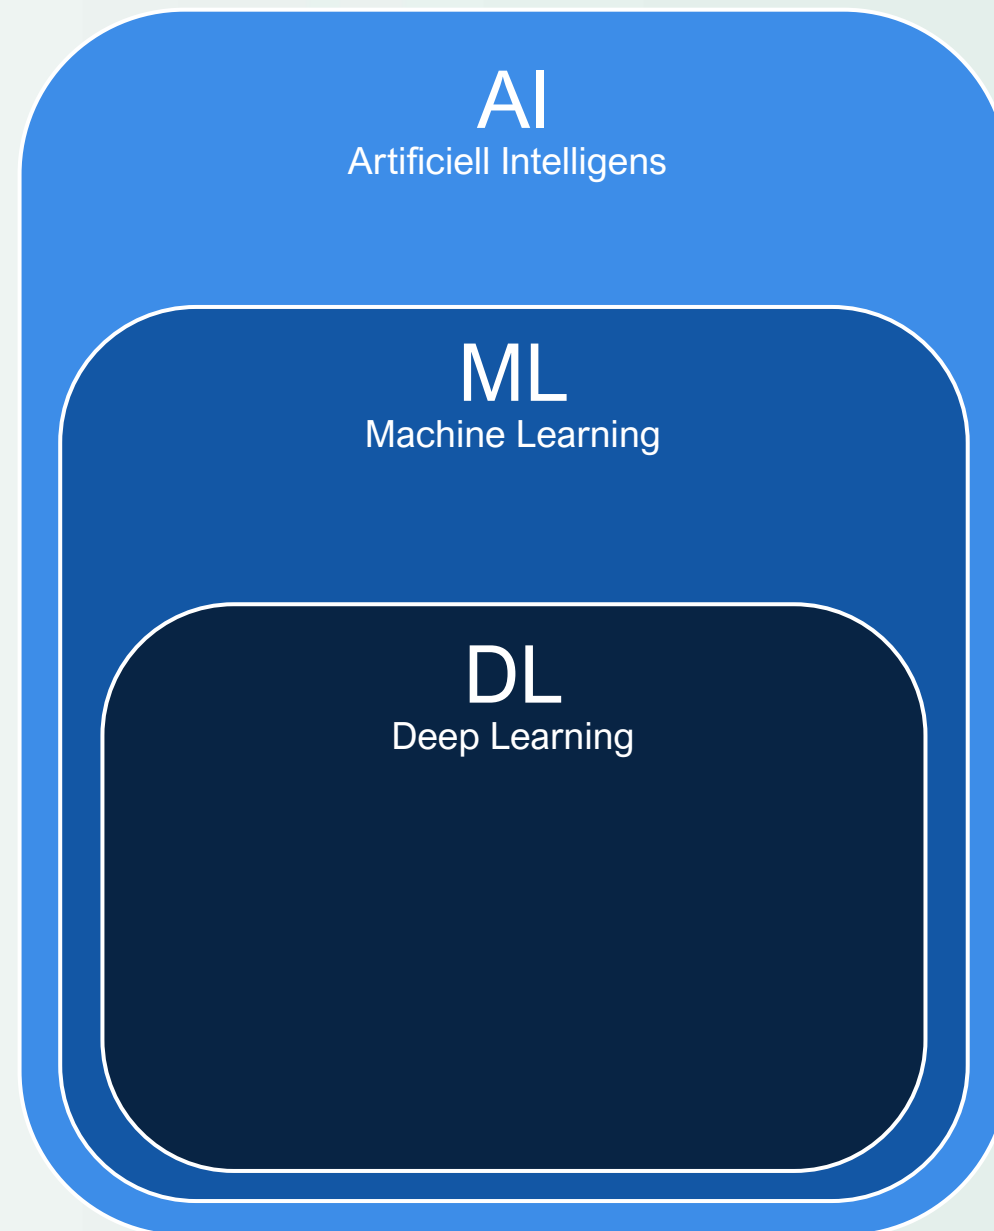 AI
Artificiell Intelligens
ML
Machine Learning
DL
Deep Learning